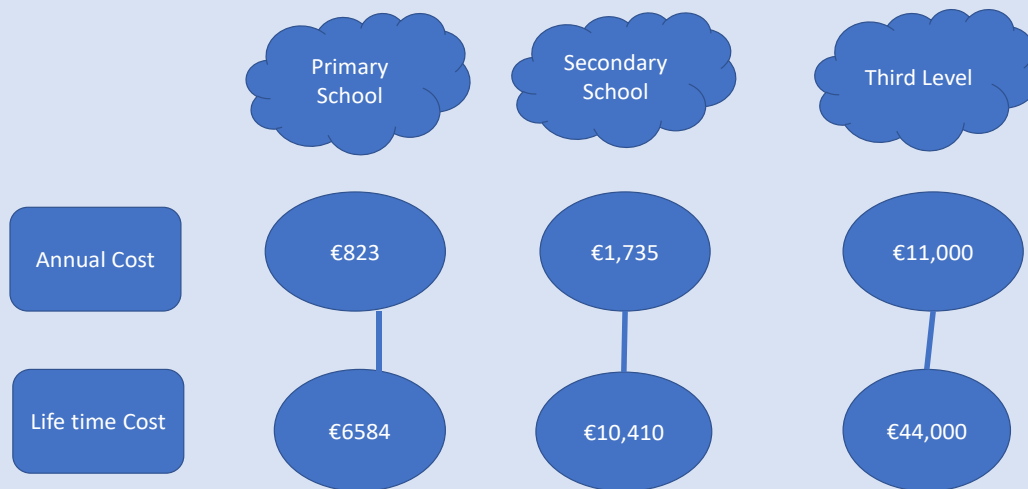 Primary
School
Secondary
School
Third Level
Annual Cost
€823
€1,735
€11,000
Life time Cost
€6584
€10,410
€44,000